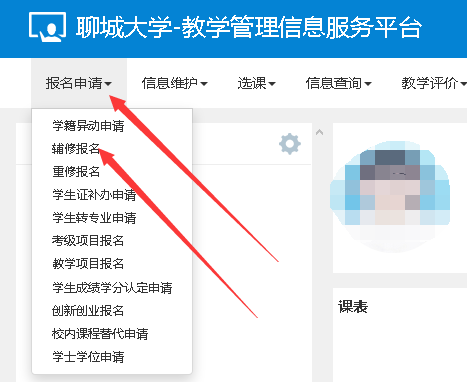 聊城大学-教学管理信息服务平台
报名申请 信息维护 选课 信息查询 教学评价
学籍异动申请
辅修报名
重修报名
学生证补办申请
学生转专业申请
考级项目报名
教学项目报名
学生成绩学分认定申请
创新创业报名
校内课程替代申请
学士学位申请
课表